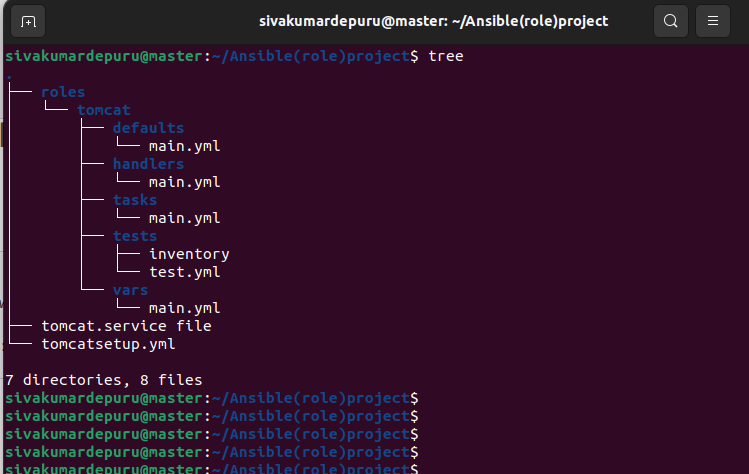 sivakumardepuru@master: ~/Ansible(role)project
sivakumardepuru@master:~/Ansible(role)project$ tree
.
├── roles
│   └── tomcat
│       ├── defaults
│       │   └── main.yml
│       ├── handlers
│       │   └── main.yml
│       ├── tasks
│       │   └── main.yml
│       ├── tests
│       │   ├── inventory
│       │   └── test.yml
│       └── vars
│           └── main.yml
├── tomcat.service file
└── tomcatsetup.yml
7 directories, 8 files
sivakumardepuru@master:~/Ansible(role)project$
sivakumardepuru@master:~/Ansible(role)project$
sivakumardepuru@master:~/Ansible(role)project$
sivakumardepuru@master:~/Ansible(role)project$
sivakumardepuru@master:~/Ansible(role)project$